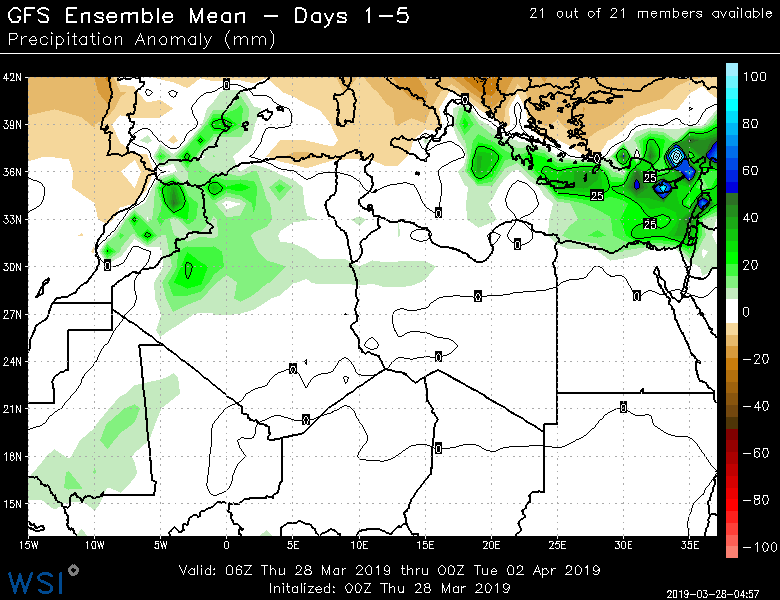 GFS Ensemble Mean – Days 1–5
21 out of 21 members available
Precipitation Anomaly (mm)
42N
39N
36N
33N
30N
27N
24N
21N
18N
15N
15W 10W 5W 0 5E 10E 15E 20E 25E 30E 35E
100
80
60
40
20
0
−20
−40
−60
−80
−100
0
0
0
25
25
25
0
0
0
0
0
0
0
0
0
0
0
Valid: 06Z Thu 28 Mar 2019 thru 00Z Tue 02 Apr 2019
Initalized: 00Z Thu 28 Mar 2019
WSI
2019-03-28-04:57